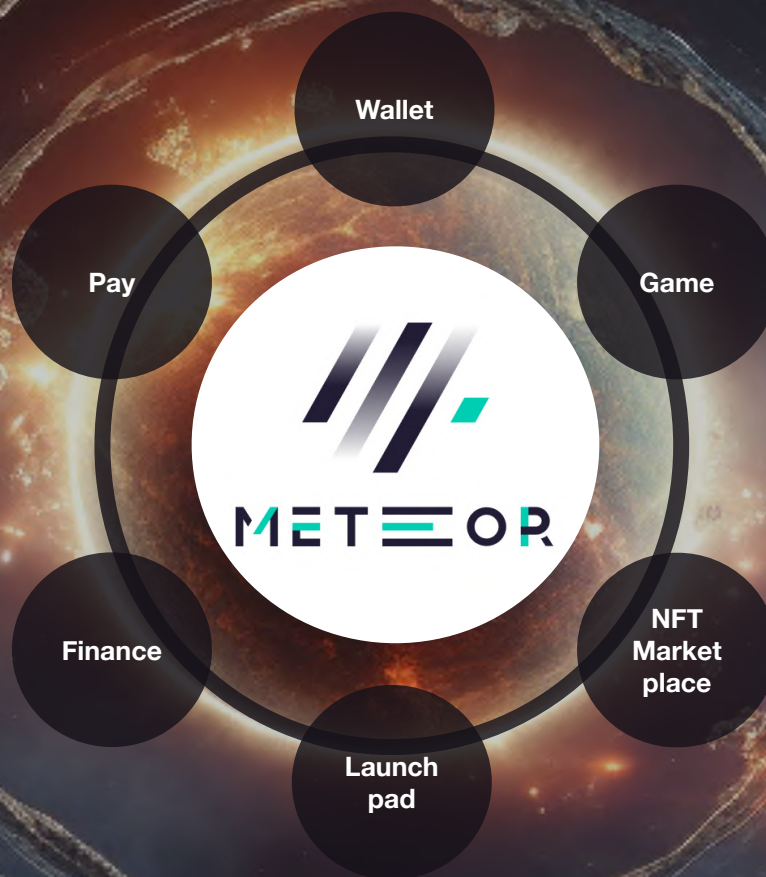 Wallet
Pay
Game
METEOR
Finance
NFT
Market
place
Launch
pad